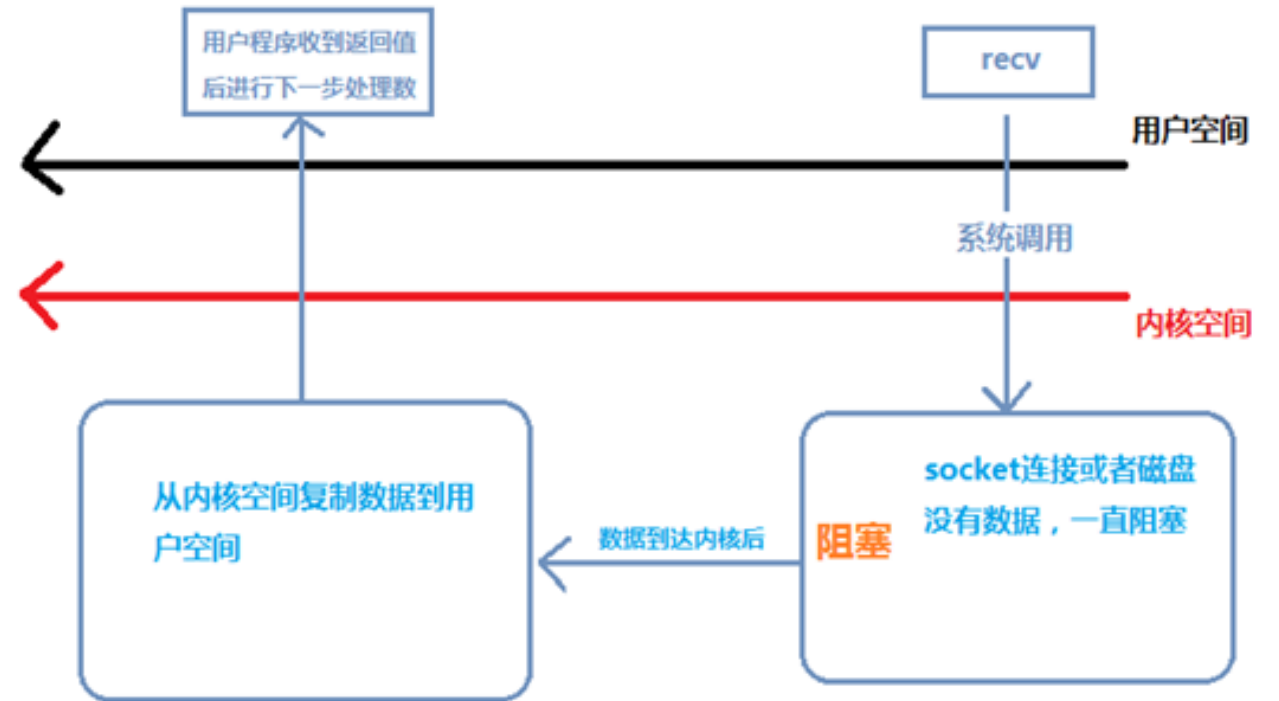 用户程序收到返回值
后进行下一步处理数
recv
用户空间
系统调用
内核空间
从内核空间复制数据到用
户空间
数据到达内核后
阻塞
socket连接或者磁盘
没有数据，一直阻塞